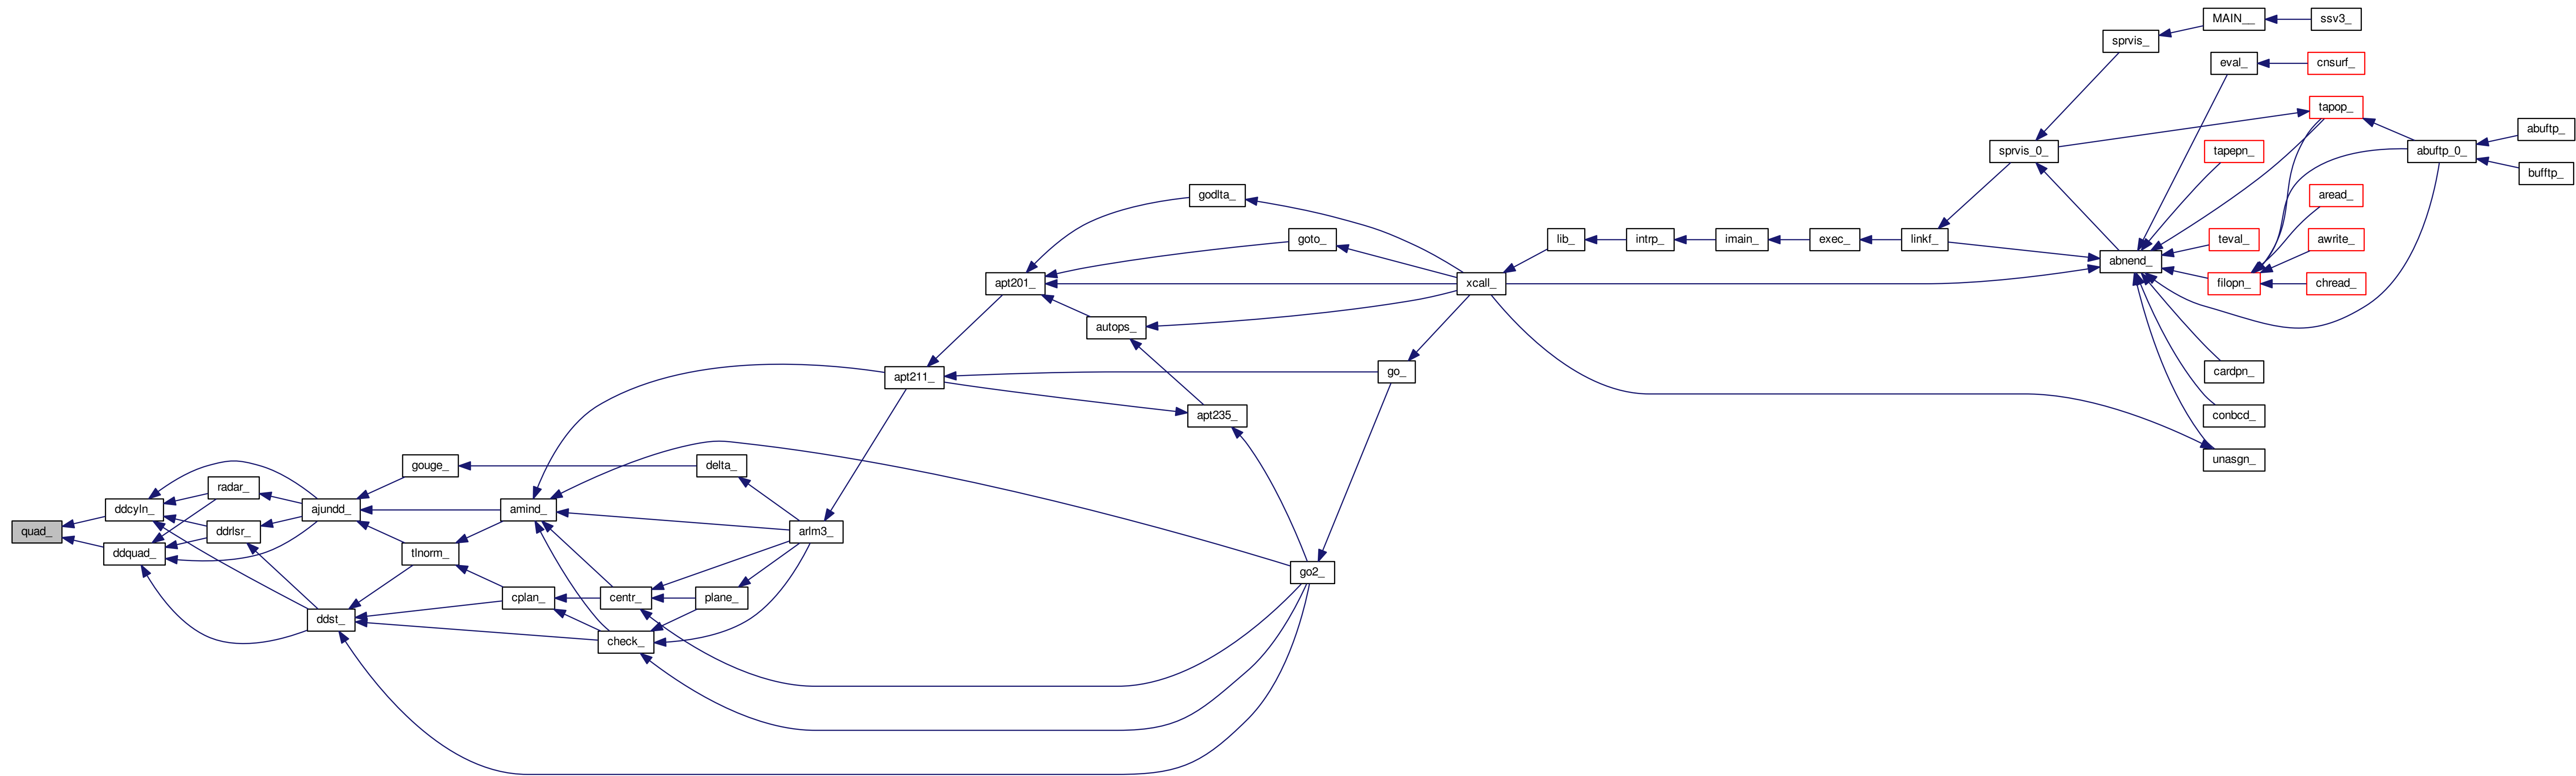 MAIN__
ssv3_
sprvis_
eval_
cnsurf_
tapop_
abuftp_
sprvis_0_
tapepn_
abuftp_0_
bufftp_
godlta_
aread_
goto_
lib_
intrp_
imain_
exec_
linkf_
teval_
awrite_
abnend_
apt201_
xcall_
filopn_
chread_
autops_
apt211_
go_
cardpn_
apt235_
conbcd_
gouge_
delta_
unasgn_
radar_
ddcyln_
ajundd_
amind_
quad_
ddrlsr_
arlm3_
ddquad_
tlnorm_
go2_
cplan_
centr_
plane_
ddst_
check_